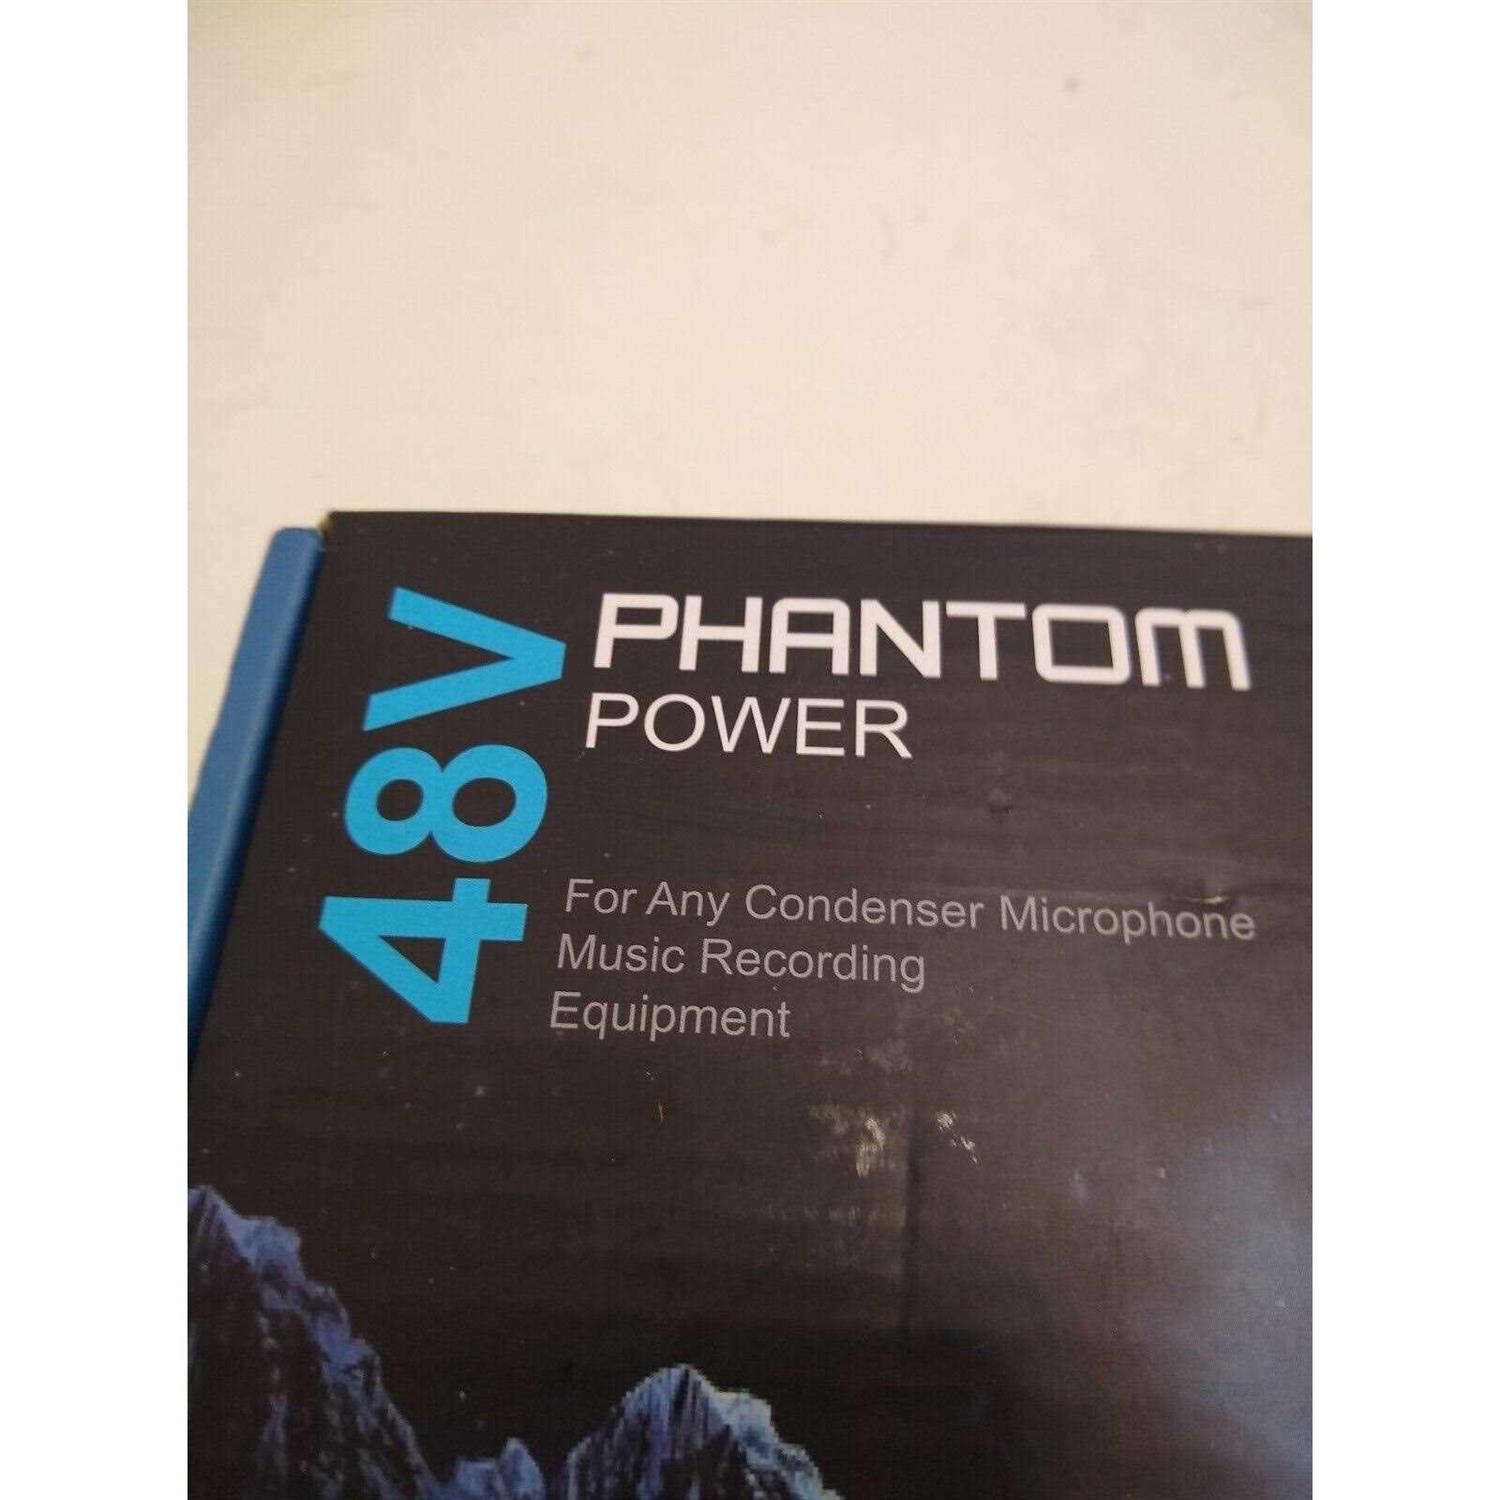 48V
PHANTOM
POWER
For Any Condenser Microphone
Music Recording
Equipment